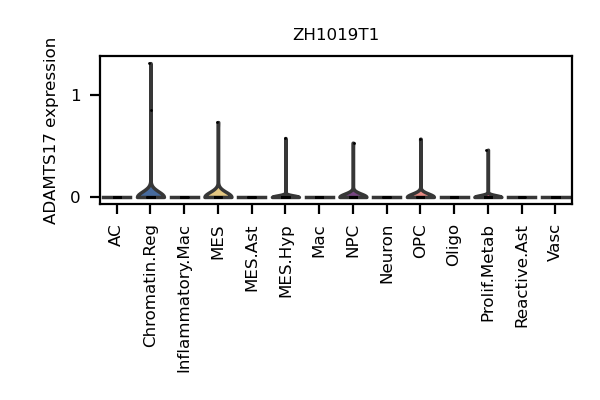 ZH1019T1
ADAMTS17 expression
1
0
AC
Chromatin.Reg
Inflammatory.Mac
MES
MES.Ast
MES.Hyp
Mac
NPC
Neuron
OPC
Oligo
Prolif.Metab
Reactive.Ast
Vasc